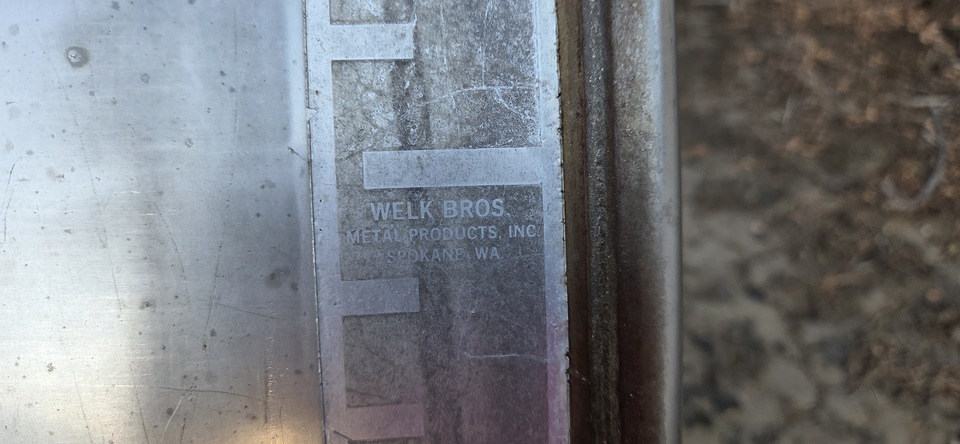 WELK BROS.
METAL PRODUCTS, INC.
SPOKANE, WA.